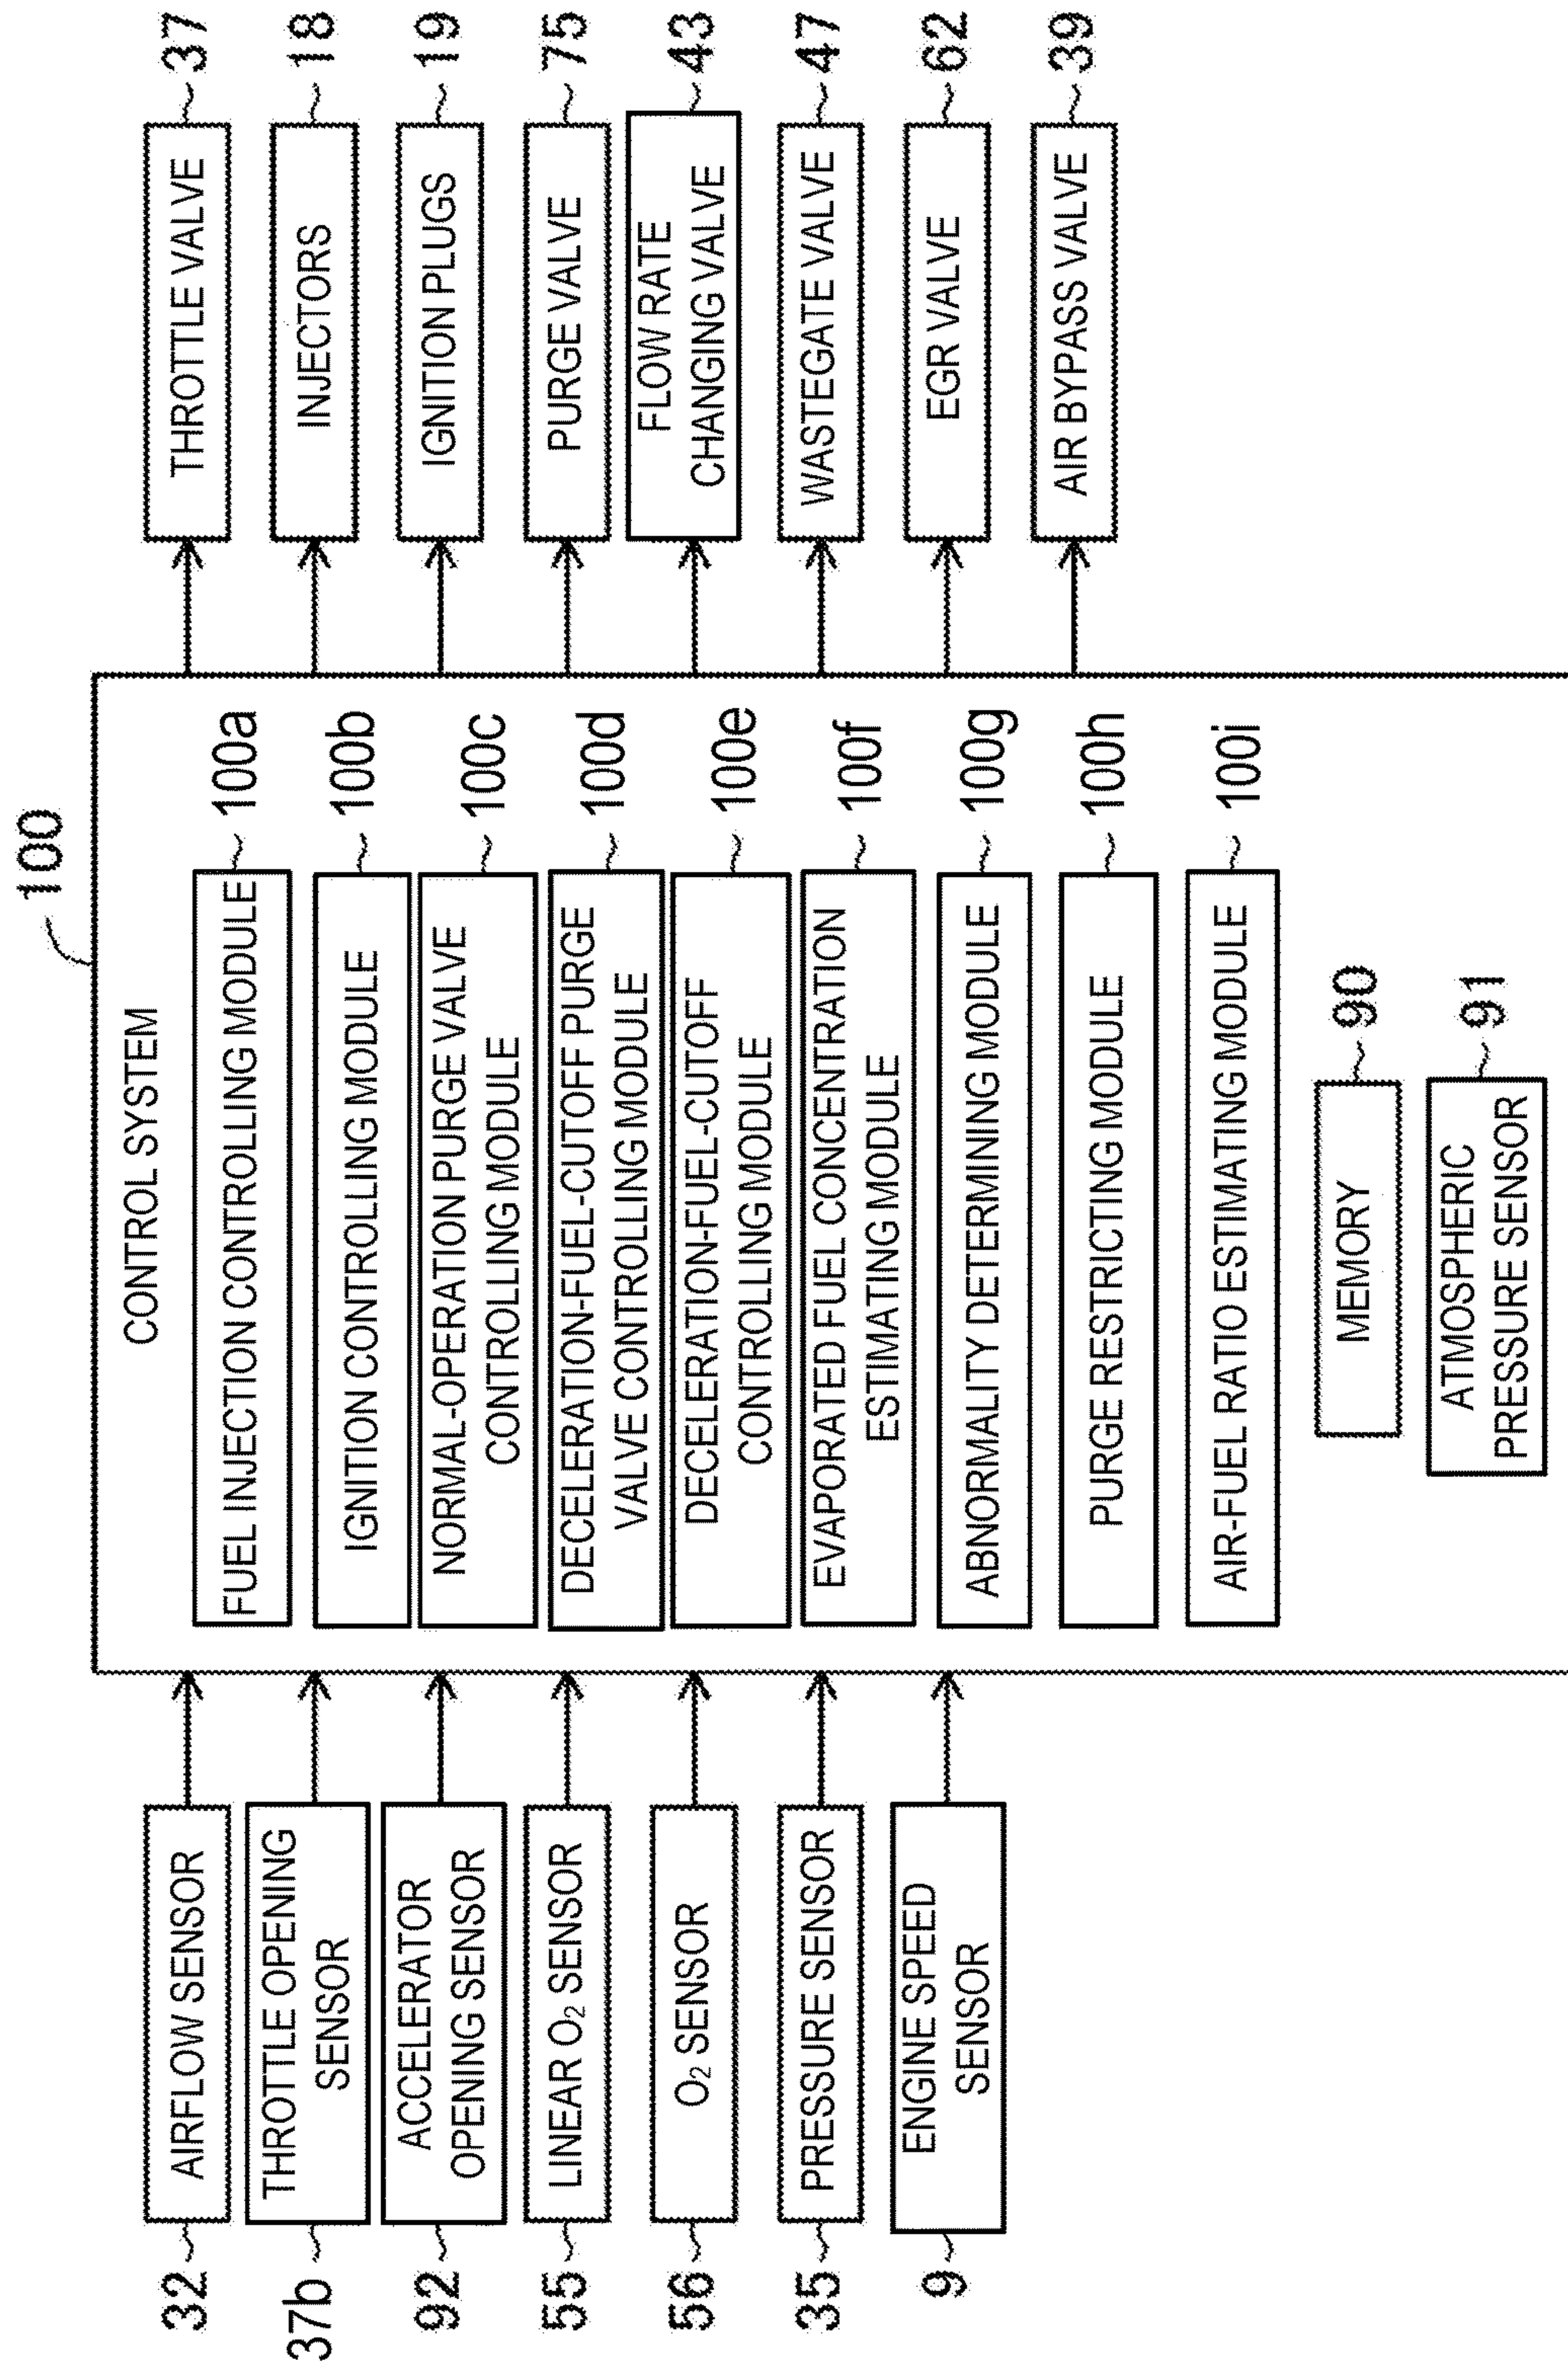 100
CONTROL SYSTEM
AIRFLOW SENSOR
32
THROTTLE OPENING
SENSOR
37b
ACCELERATOR
OPENING SENSOR
92
LINEAR O₂ SENSOR
55
O₂ SENSOR
56
PRESSURE SENSOR
35
ENGINE SPEED
SENSOR
9
FUEL INJECTION CONTROLLING MODULE
100a
IGNITION CONTROLLING MODULE
100b
NORMAL-OPERATION PURGE VALVE
CONTROLLING MODULE
100c
DECELERATION-FUEL-CUTOFF PURGE
VALVE CONTROLLING MODULE
100d
DECELERATION-FUEL-CUTOFF
CONTROLLING MODULE
100e
EVAPORATED FUEL CONCENTRATION
ESTIMATING MODULE
100f
ABNORMALITY DETERMINING MODULE
100g
PURGE RESTRICTING MODULE
100h
AIR-FUEL RATIO ESTIMATING MODULE
100i
MEMORY
90
ATMOSPHERIC
PRESSURE SENSOR
91
THROTTLE VALVE
37
INJECTORS
18
IGNITION PLUGS
19
PURGE VALVE
75
FLOW RATE
CHANGING VALVE
43
WASTEGATE VALVE
47
EGR VALVE
62
AIR BYPASS VALVE
39